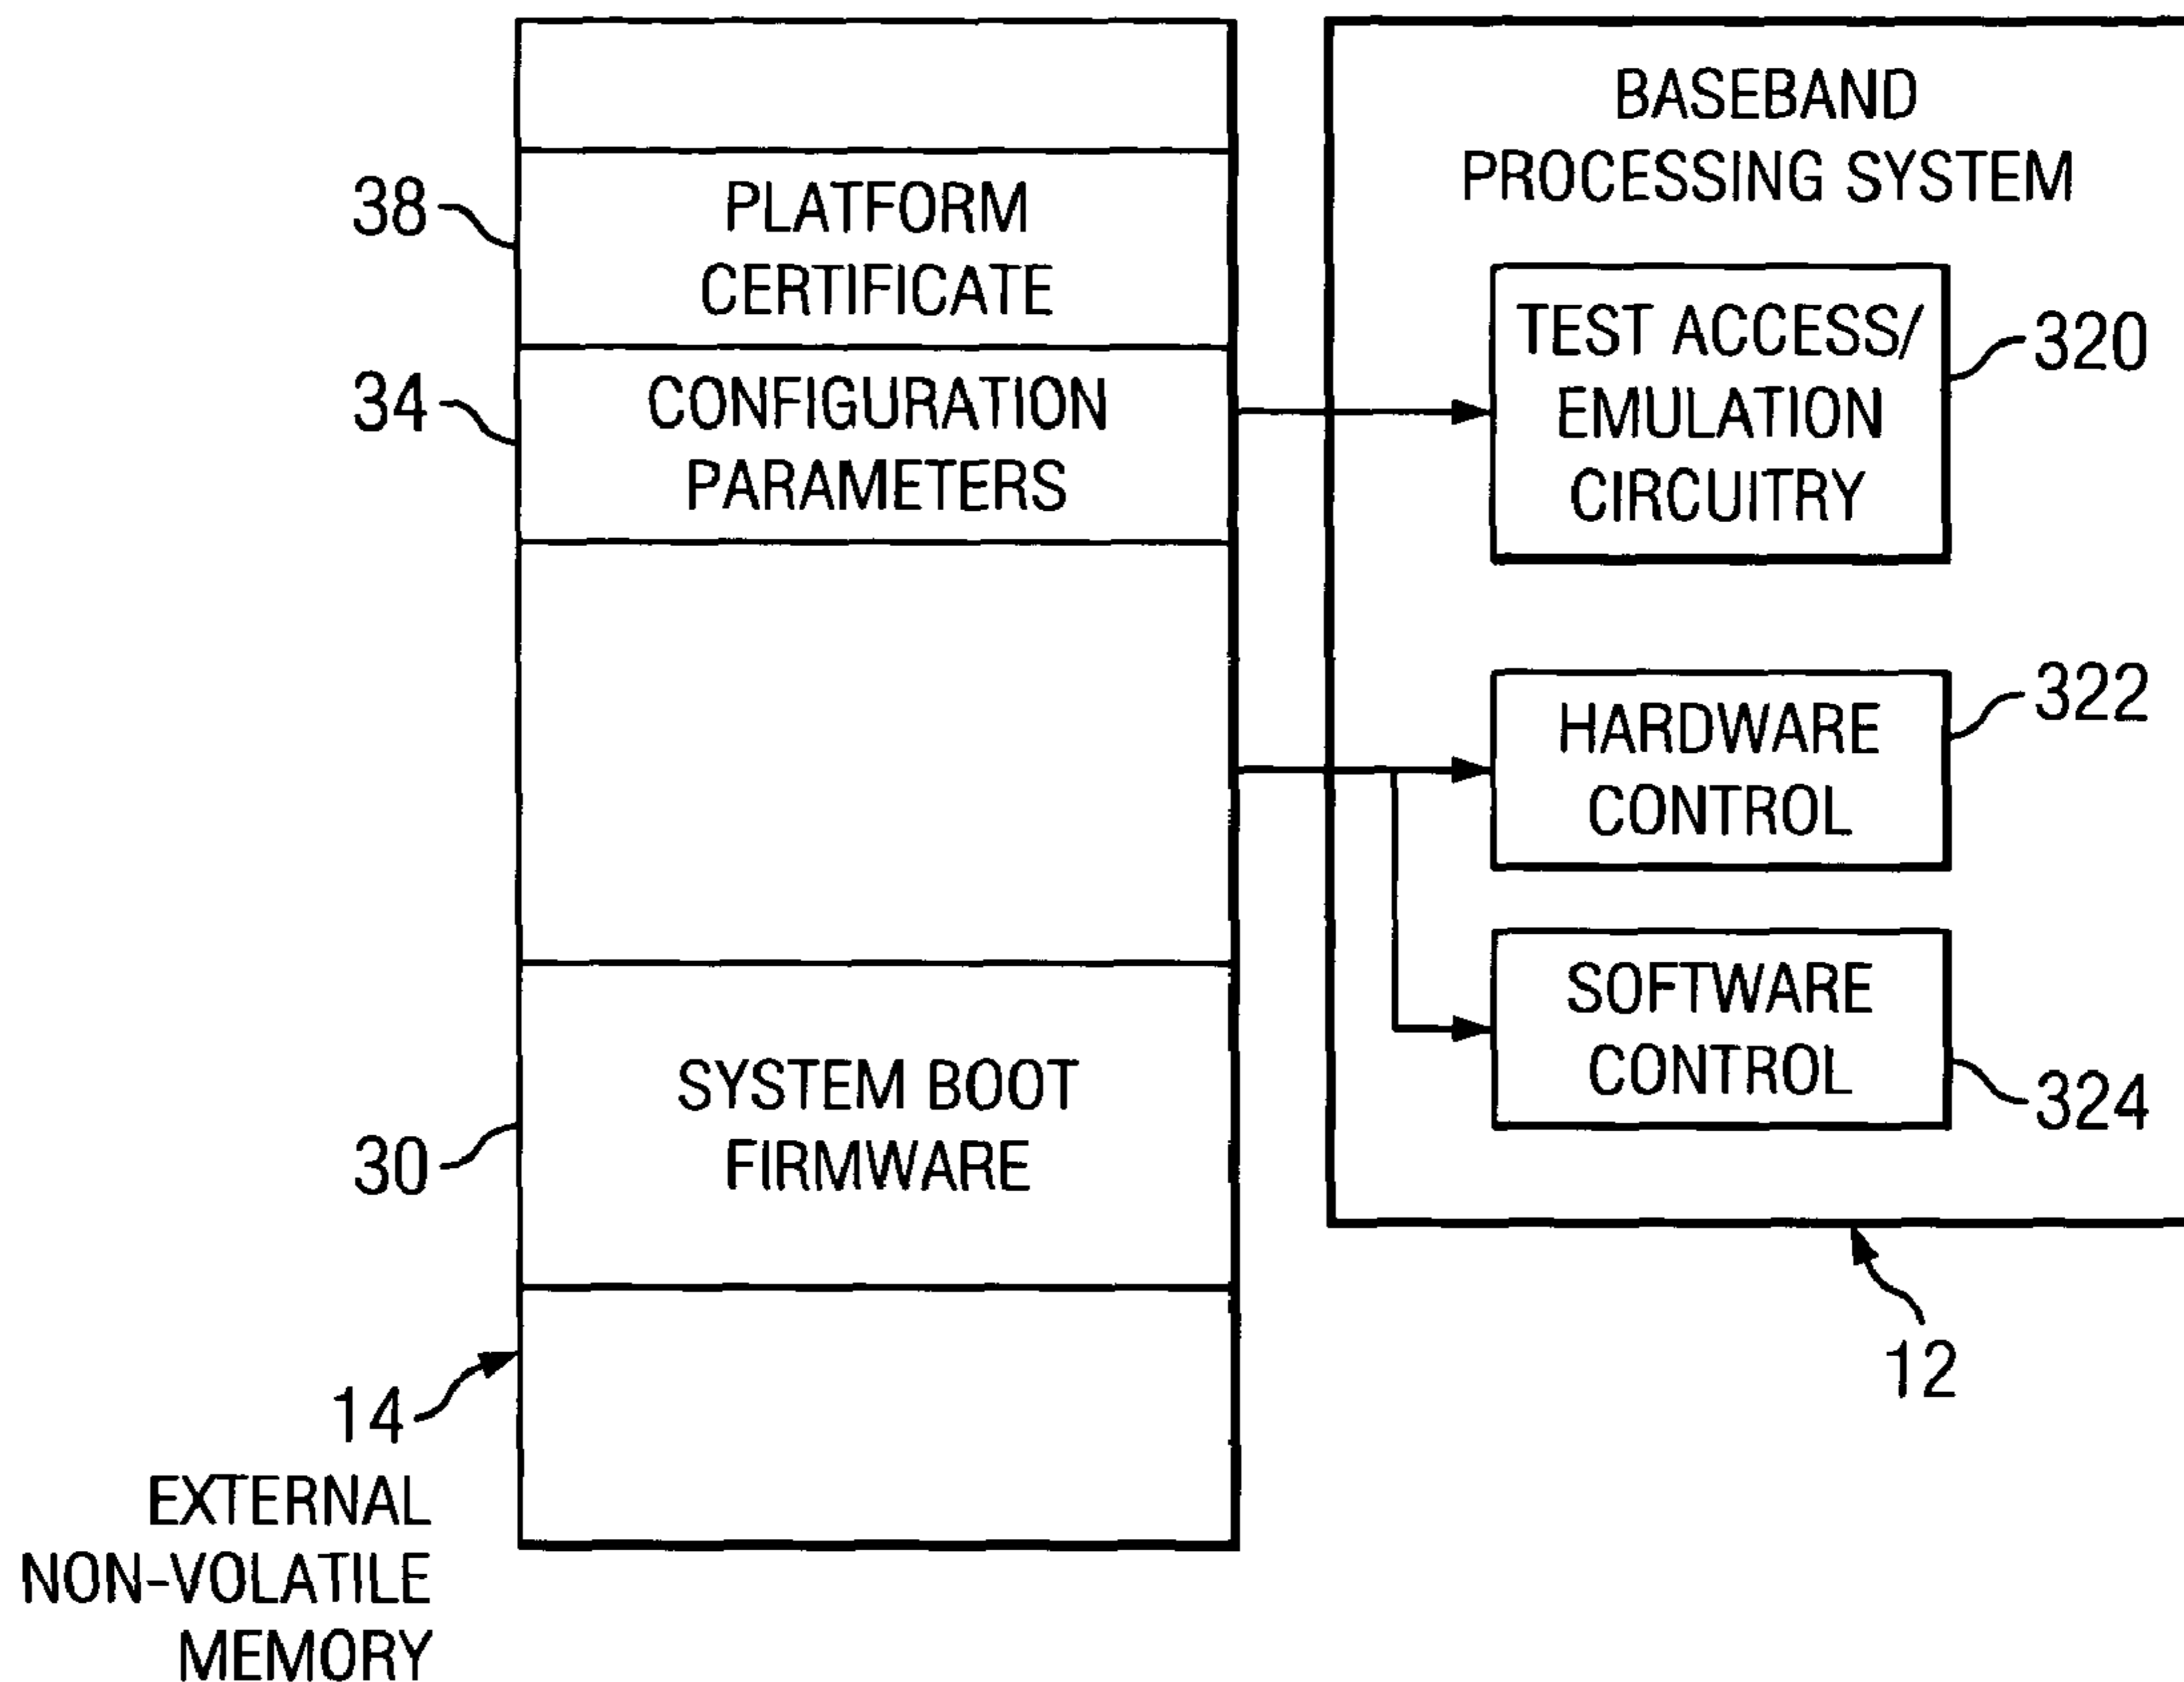 38
PLATFORM
CERTIFICATE
34
CONFIGURATION
PARAMETERS
30
SYSTEM BOOT
FIRMWARE
14
EXTERNAL
NON-VOLATILE
MEMORY
BASEBAND
PROCESSING SYSTEM
TEST ACCESS/
EMULATION
CIRCUITRY
320
HARDWARE
CONTROL
322
SOFTWARE
CONTROL
324
12